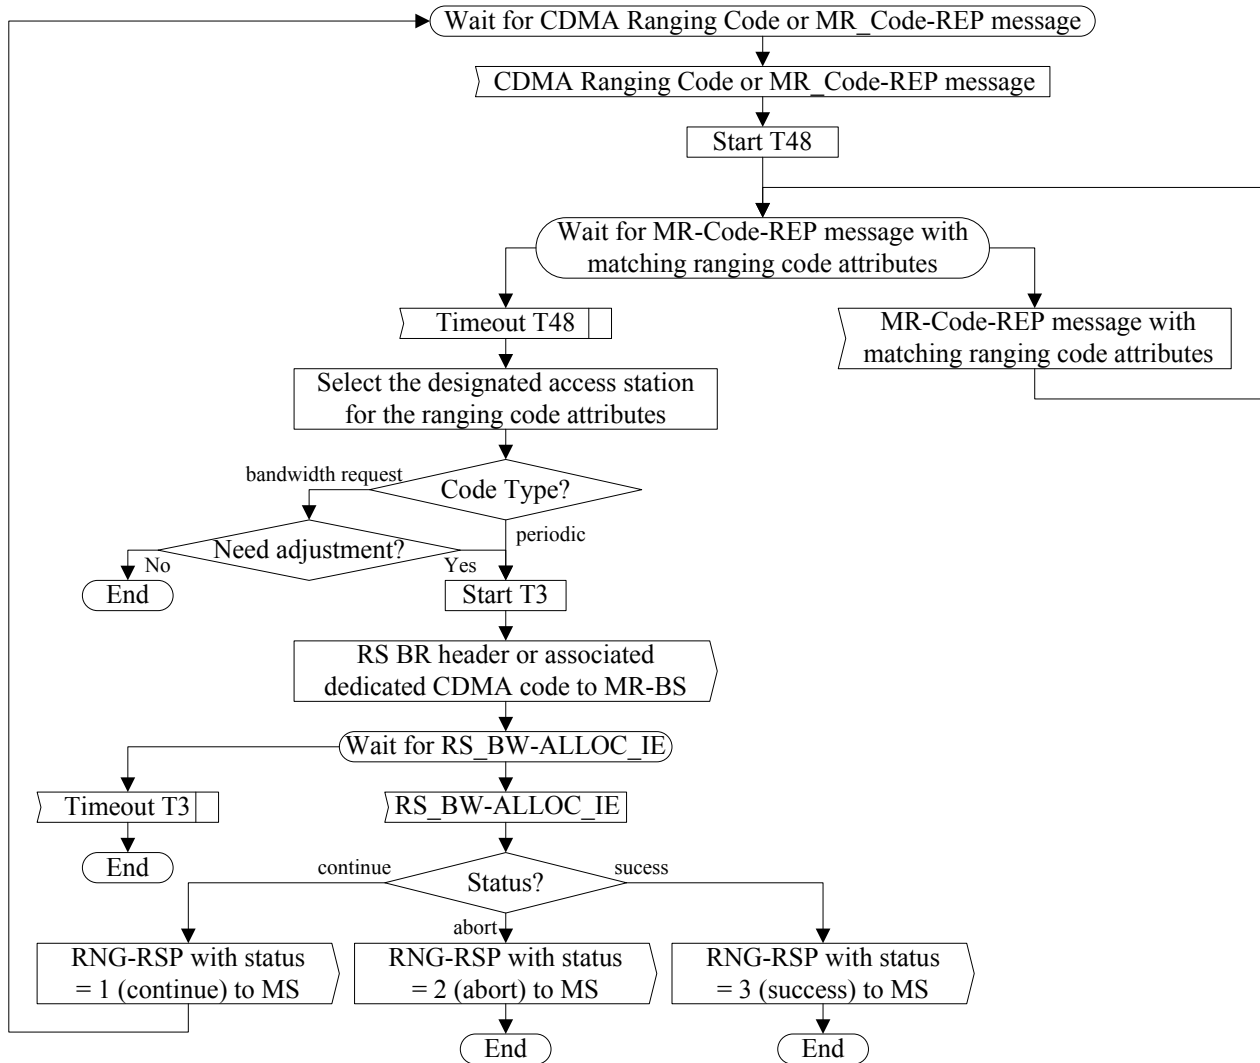 Wait for CDMA Ranging Code or MR_Code-REP message
CDMA Ranging Code or MR_Code-REP message
Start T48
Wait for MR-Code-REP message with
matching ranging code attributes
Timeout T48
MR-Code-REP message with
matching ranging code attributes
Select the designated access station
for the ranging code attributes
bandwidth request
Code Type?
periodic
Need adjustment?
No
Yes
End
Start T3
RS BR header or associated
dedicated CDMA code to MR-BS
Wait for RS_BW-ALLOC_IE
Timeout T3
RS_BW-ALLOC_IE
End
continue
Status?
sucess
abort
RNG-RSP with status
= 1 (continue) to MS
RNG-RSP with status
= 2 (abort) to MS
RNG-RSP with status
= 3 (success) to MS
End
End